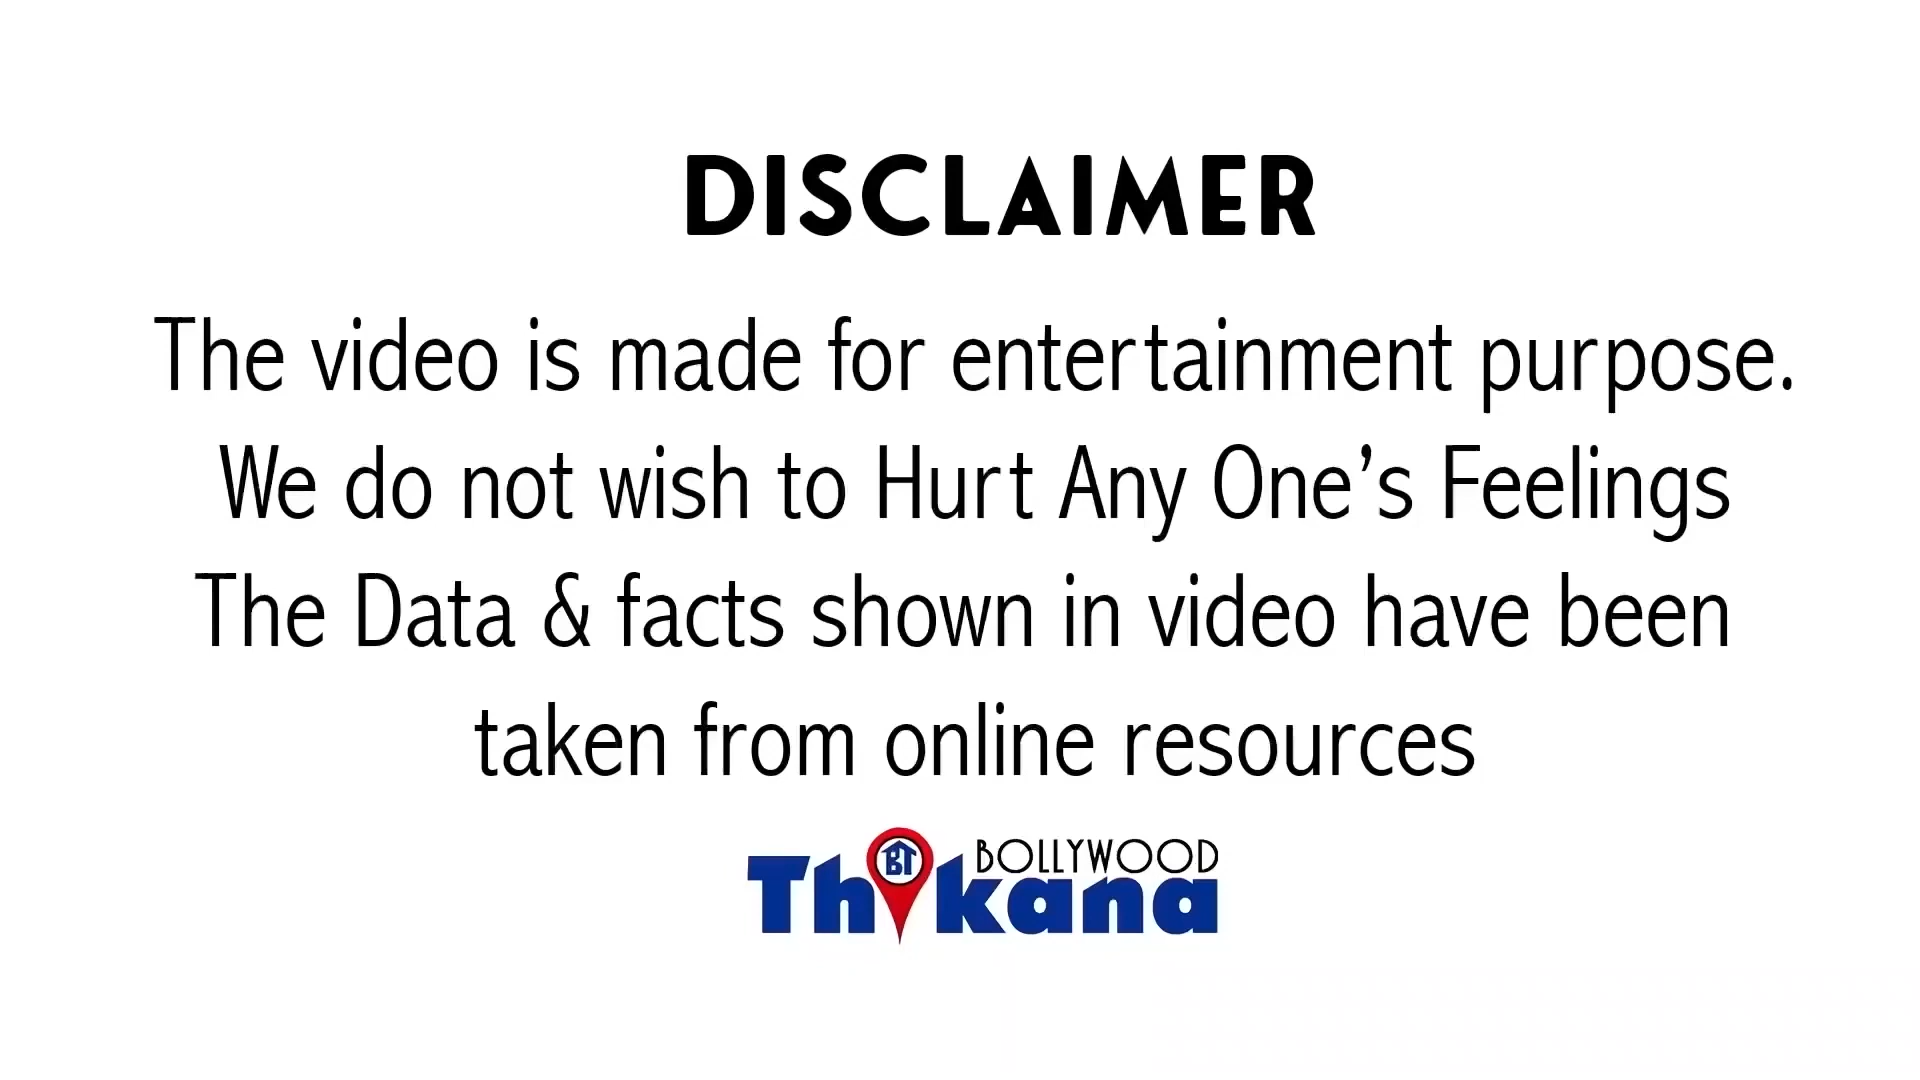 DISCLAIMER
The video is made for entertainment purpose.
We do not wish to Hurt Any One’s Feelings
The Data & facts shown in video have been
taken from online resources
BT
BOLLYWOOD
Thikana